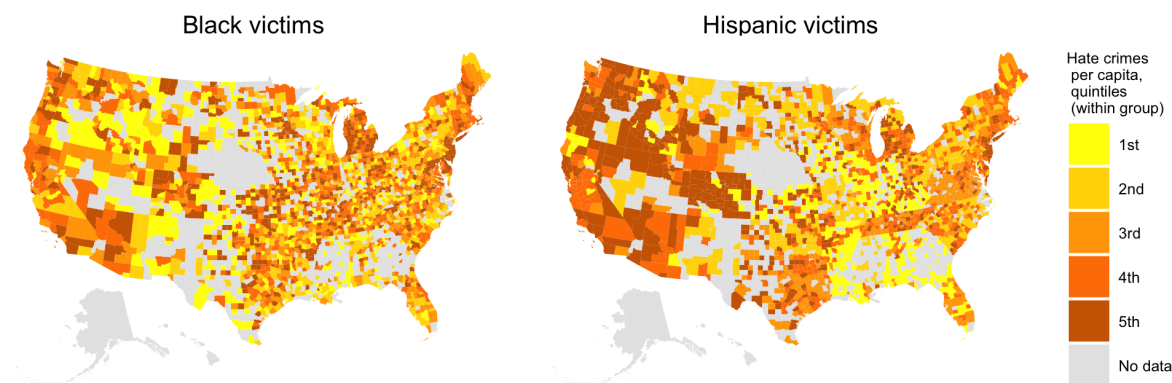 Black victims
Hispanic victims
Hate crimes
per capita,
quintiles
(within group)
1st
2nd
3rd
4th
5th
No data